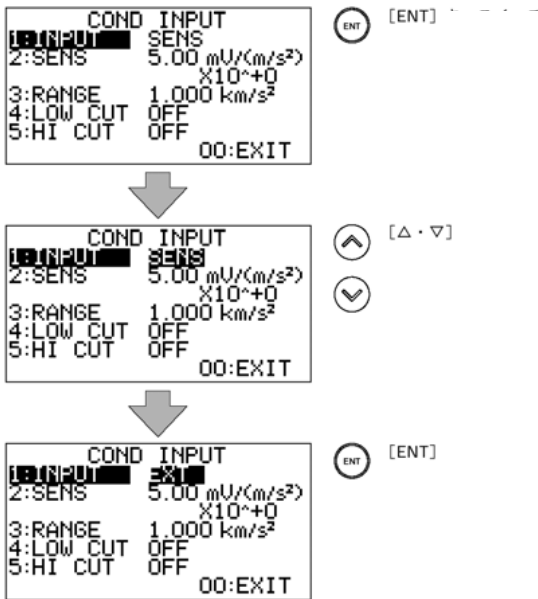 COND INPUT
1:INPUT SENS
2:SENS 5.00 mV/(m/s²)
X10^+0
3:RANGE 1.000 km/s²
4:LOW CUT OFF
5:HI CUT OFF
00:EXIT
ENT [ENT]
COND INPUT
1:INPUT SENS
2:SENS 5.00 mV/(m/s²)
X10^+0
3:RANGE 1.000 km/s²
4:LOW CUT OFF
5:HI CUT OFF
00:EXIT
[△・▽]
COND INPUT
1:INPUT EXT
2:SENS 5.00 mV/(m/s²)
X10^+0
3:RANGE 1.000 km/s²
4:LOW CUT OFF
5:HI CUT OFF
00:EXIT
ENT [ENT]